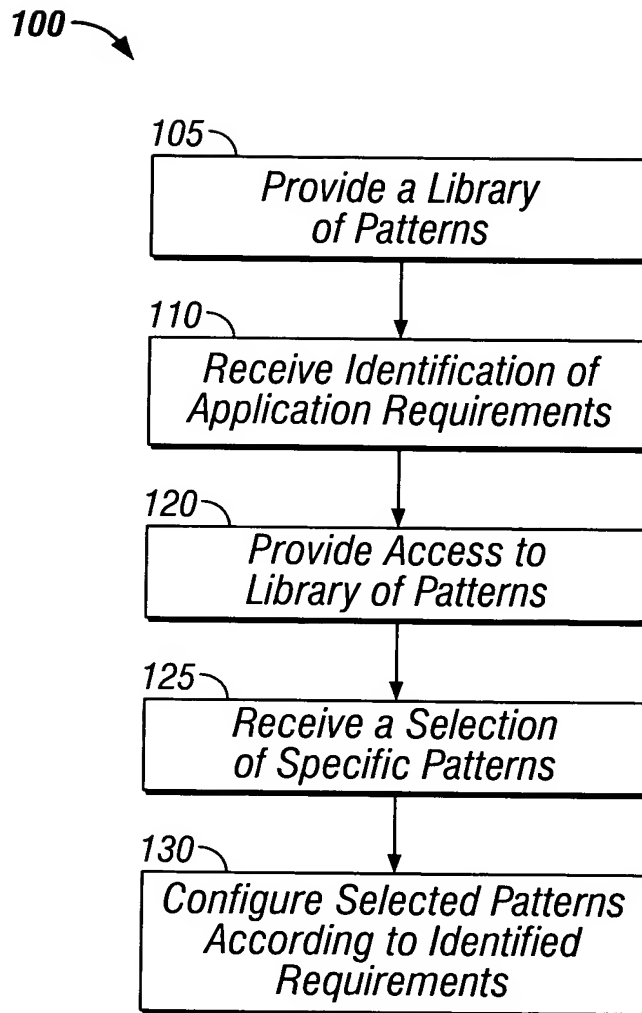 100
105
Provide a Library
of Patterns
110
Receive Identification of
Application Requirements
120
Provide Access to
Library of Patterns
125
Receive a Selection
of Specific Patterns
130
Configure Selected Patterns
According to Identified
Requirements